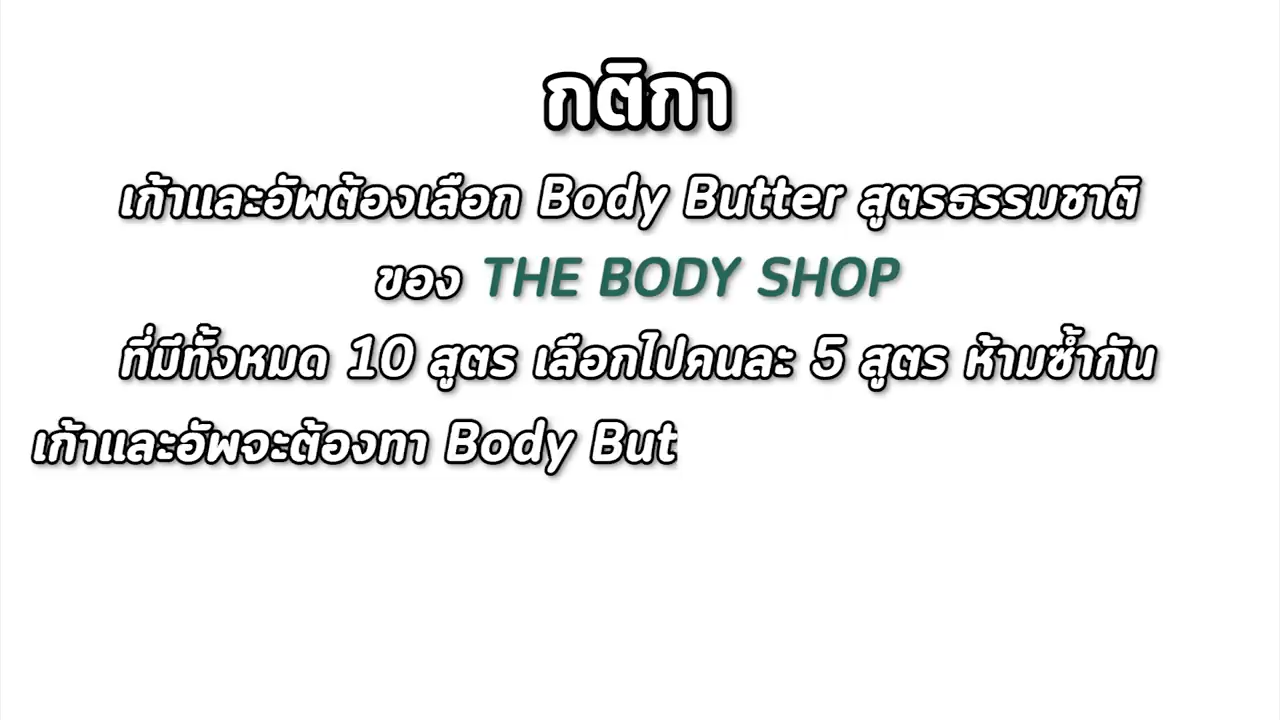 กติกา
เก้าและอัพต้องเลือก Body Butter สูตรธรรมชาติ
ของ THE BODY SHOP
ที่มีทั้งหมด 10 สูตร เลือกไปคนละ 5 สูตร ห้ามซ้ำกัน
เก้าและอัพจะต้องทา Body But